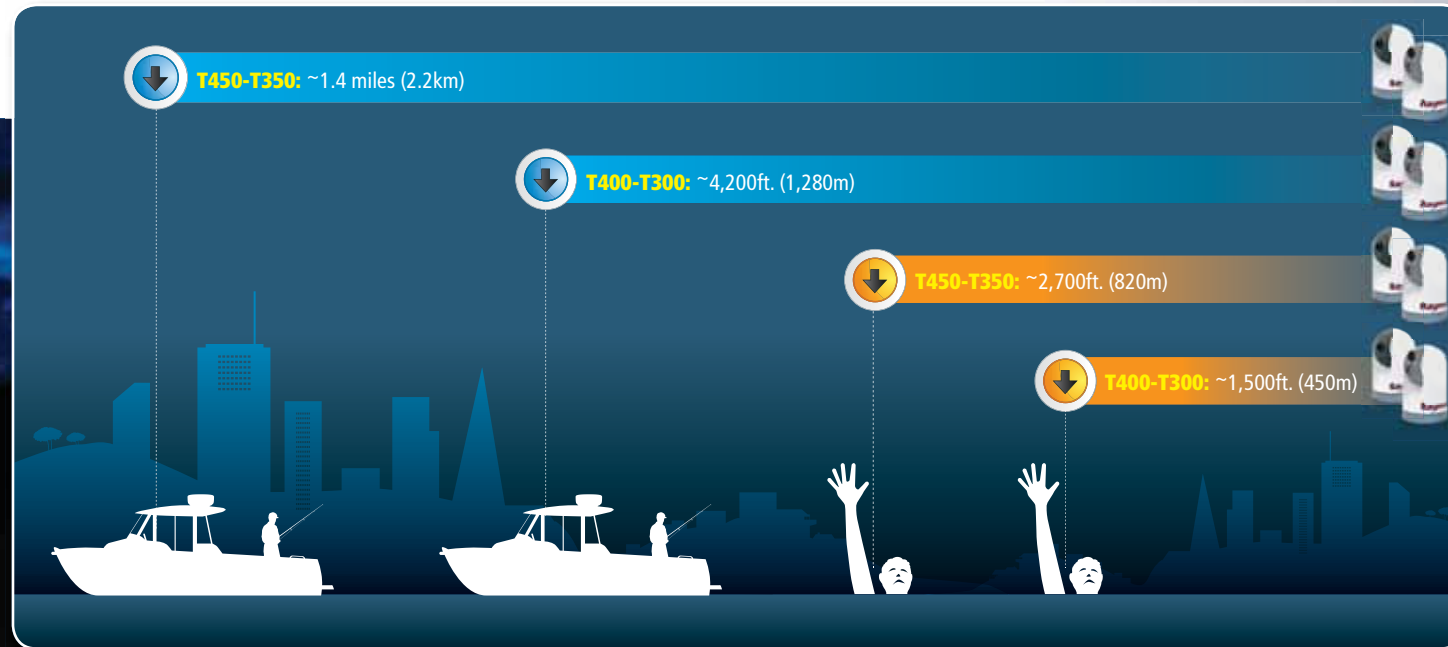 T450-T350: ~1.4 miles (2.2km)
T400-T300: ~4,200ft. (1,280m)
T450-T350: ~2,700ft. (820m)
T400-T300: ~1,500ft. (450m)